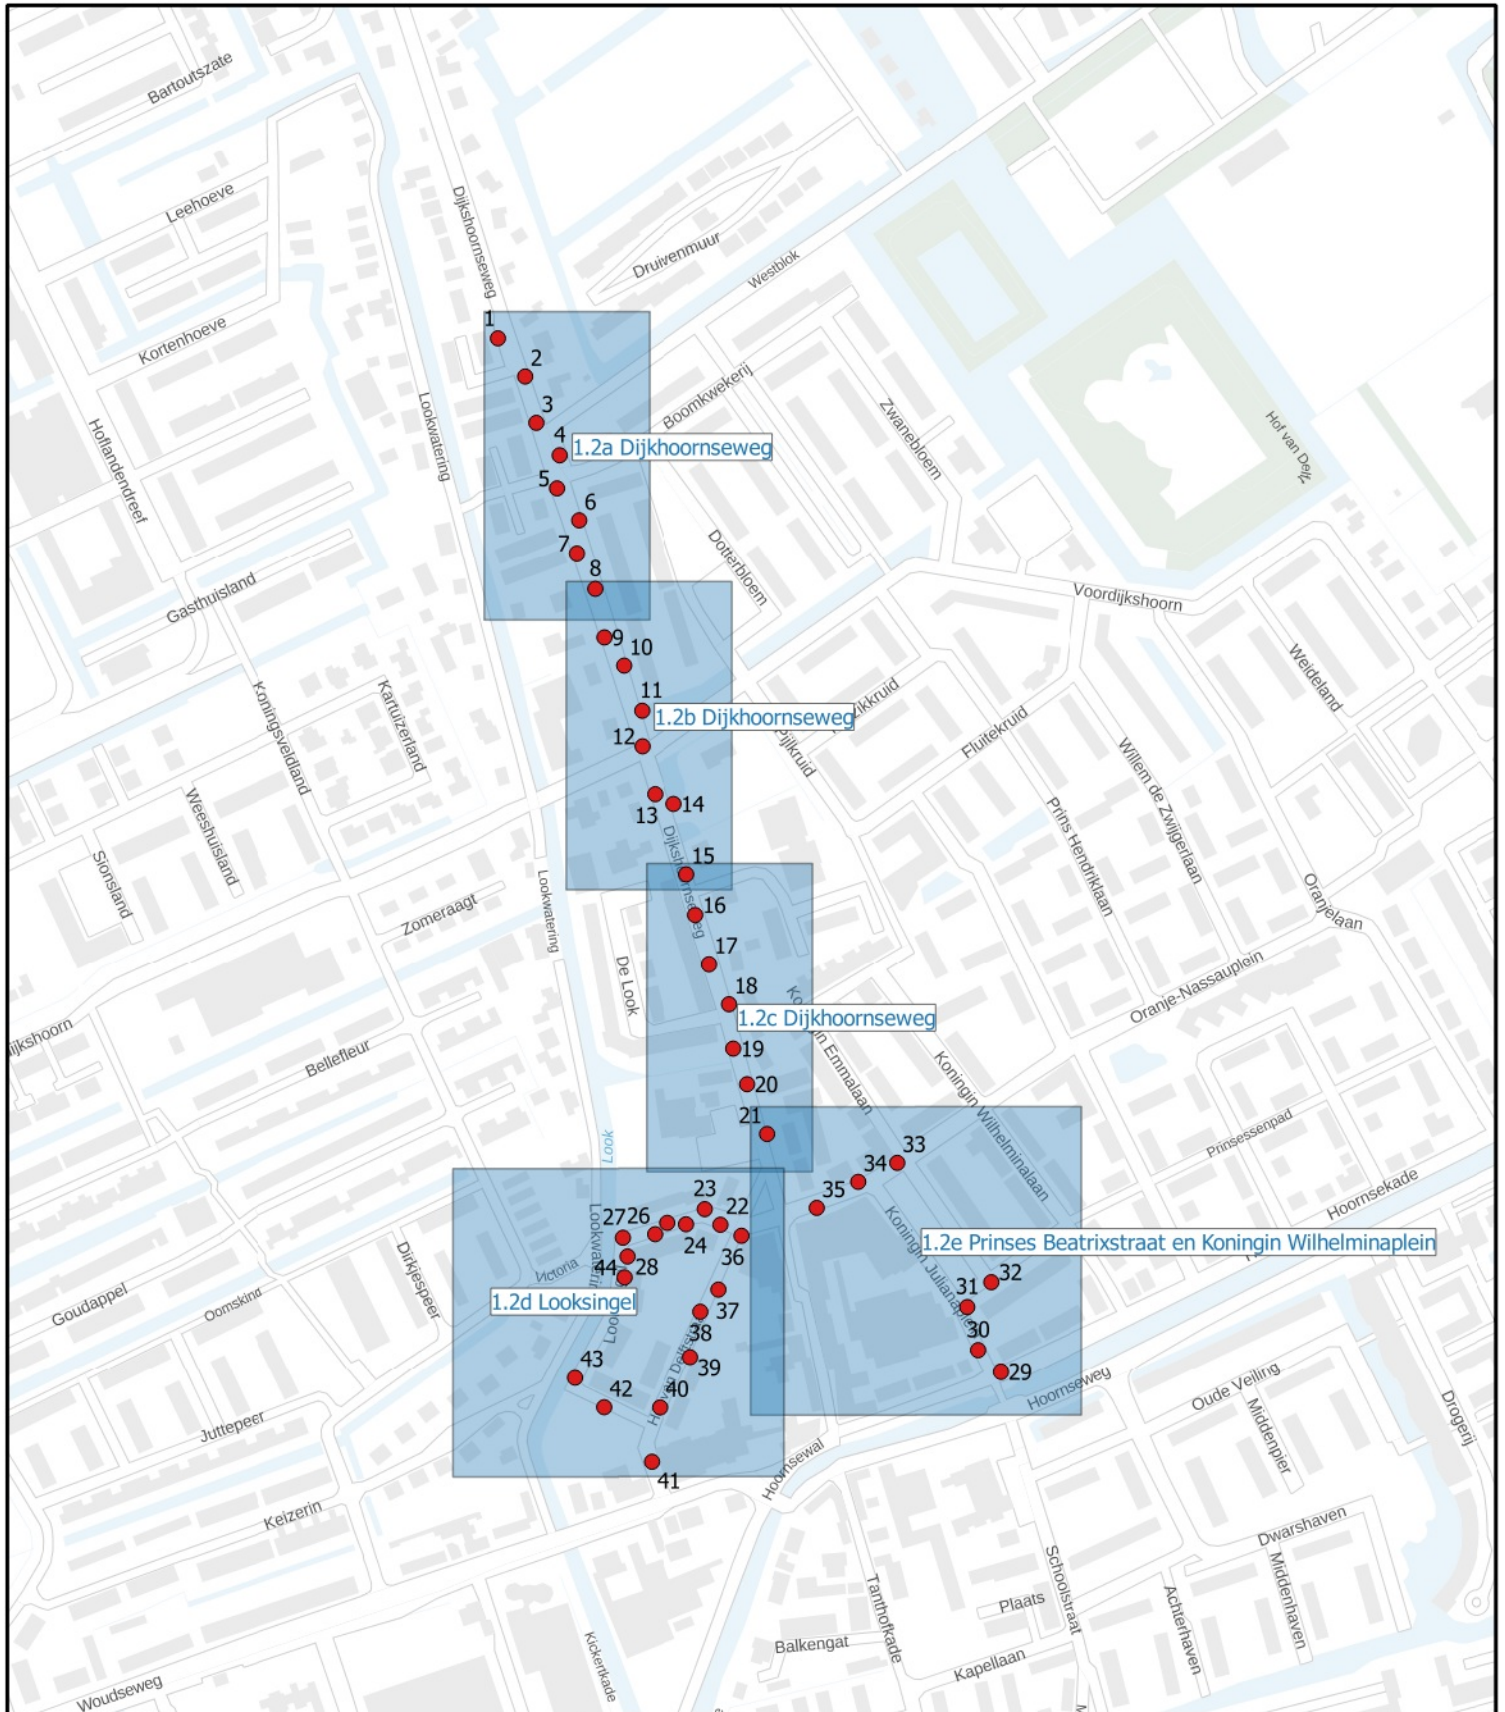 Bartoutszate
Leehoeve
Dijkshoornseweg
Druivenmuur
Westblok
Kortenhoeve
1
2
3
4
1.2a Dijkhoornseweg
5
6
7
8
Boomkwekerij
Zwanebloem
Hof van Delft
Hoflandendreef
Lookwatering
Dotterbloem
Voordijkshoorn
Gasthuisland
9
10
11
1.2b Dijkhoornseweg
12
13
14
Weideland
Koningsveldland
Kartuizerland
Pijlkruid
Fluitekruid
Willem de Zwijgerlaan
Weeshuisland
Prins Hendriklaan
Sionsland
Dijkshoornseweg
15
16
17
18
1.2c Dijkhoornseweg
19
20
21
Zomeraagt
Lookwatering
De Look
Oranjelaan
Oranje-Nassauplein
ijkshoorn
Bellefleur
Koningin Emmalaan
Koningin Wilhelminalaan
Prinsessenpad
Look
Hoornsekade
33
34
35
23
22
27
26
24
36
28
44
1.2e Prinses Beatrixstraat en Koningin Wilhelminaplein
32
31
30
29
Koningin Julianaplein
Lookwatering
Victoria
1.2d Looksingel
37
38
39
40
41
42
43
Goudappel
Oomskind
Dirkjespeer
Juttepeer
Hoornseweg
Oude Veiling
Middenpier
Drogerij
Hoornsewal
Keizerin
Dwarshaven
Middenhaven
Schoolstraat
Achterhaven
Plaats
Tanthofkade
Balkengat
Kapellaan
Kickertkade
Woudseweg